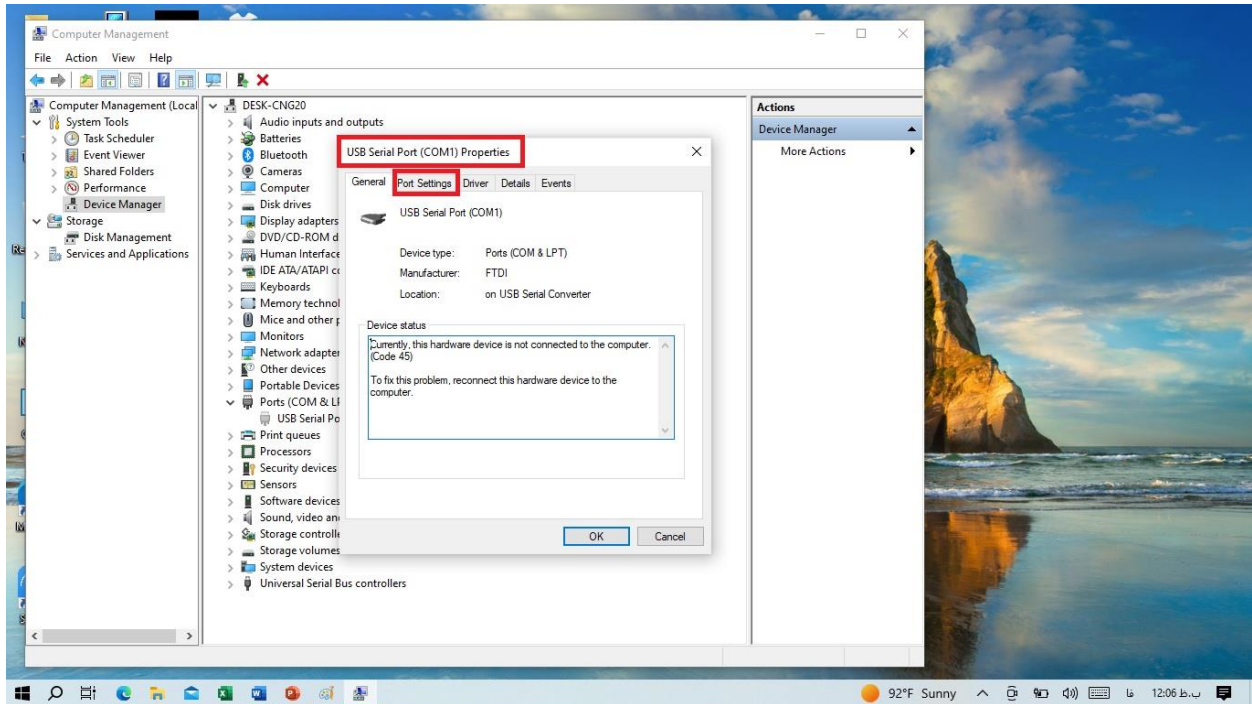 Computer Management
File Action View Help
Computer Management (Local
System Tools
Task Scheduler
Event Viewer
Shared Folders
Performance
Device Manager
Storage
Disk Management
Services and Applications
DESK-CNG20
Audio inputs and outputs
Batteries
Bluetooth
Cameras
Computer
Disk drives
Display adapters
DVD/CD-ROM d
Human Interface
IDE ATA/ATAPI co
Keyboards
Memory technol
Mice and other p
Monitors
Network adapter
Other devices
Portable Devices
Ports (COM & LP
USB Serial Po
Print queues
Processors
Security devices
Sensors
Software devices
Sound, video an
Storage controlle
Storage volumes
System devices
Universal Serial Bus controllers
USB Serial Port (COM1) Properties
General Port Settings Driver Details Events
USB Serial Port (COM1)
Device type: Ports (COM & LPT)
Manufacturer: FTDI
Location: on USB Serial Converter
Device status
Currently, this hardware device is not connected to the computer.
(Code 45)
To fix this problem, reconnect this hardware device to the
computer.
OK Cancel
Actions
Device Manager
More Actions
92°F Sunny فا 12:06 ب.ظ